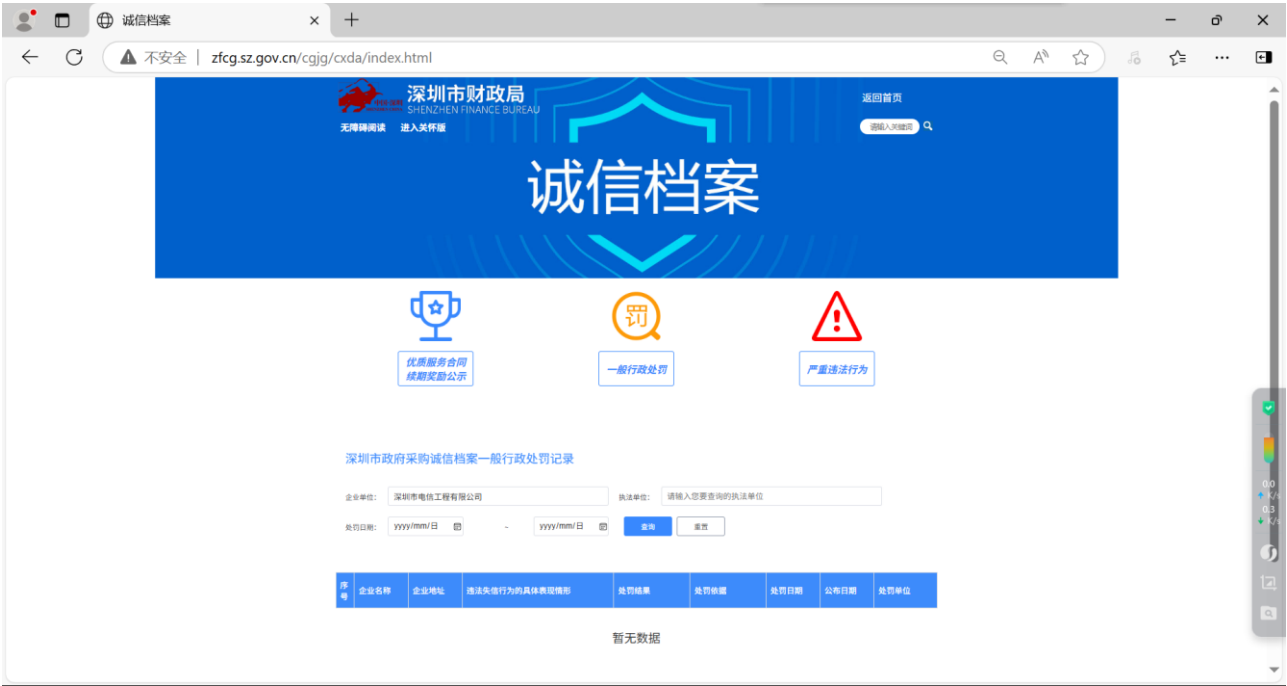 诚信档案
不安全 | zfcg.sz.gov.cn/cgjg/cxda/index.html
深圳市财政局
SHENZHEN FINANCE BUREAU
返回首页
无障碍阅读 进入关怀版
请输入关键词
诚信档案
罚
优质服务合同
续期奖励公示
一般行政处罚
严重违法行为
深圳市政府采购诚信档案一般行政处罚记录
企业单位: 深圳市电信工程有限公司 执法单位: 请输入您要查询的执法单位
处罚日期: yyyy/mm/日 - yyyy/mm/日 查询 重置
序号 企业名称 企业地址 违法失信行为的具体表现情形 处罚结果 处罚依据 处罚日期 公布日期 处罚单位
暂无数据
0.0
K/s
0.3
K/s